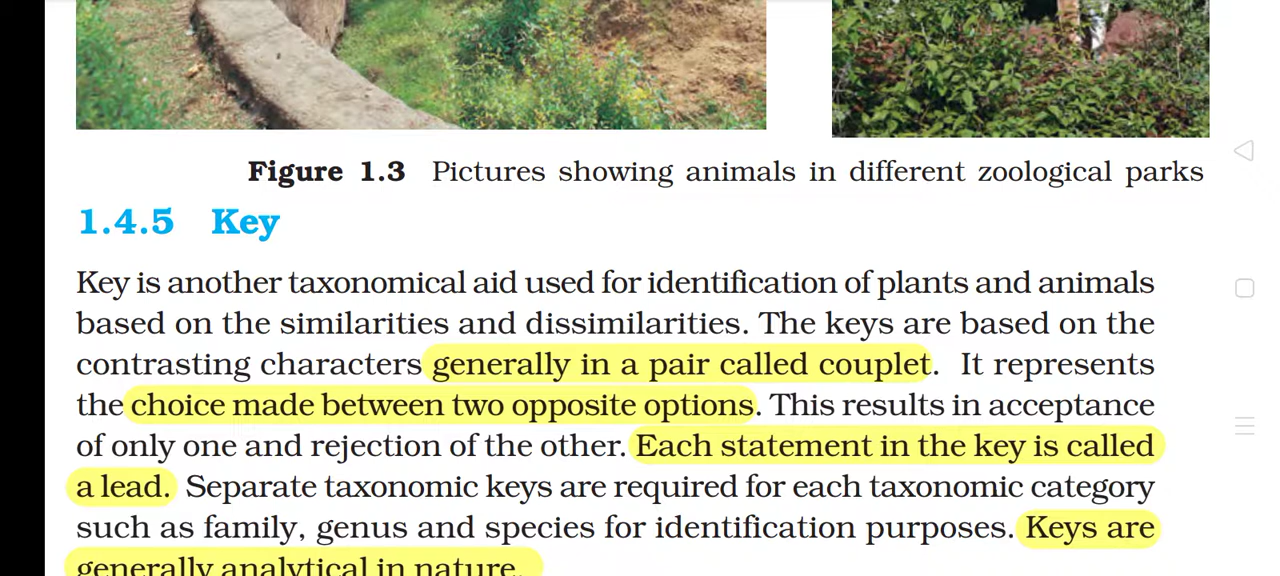 Figure 1.3 Pictures showing animals in different zoological parks
1.4.5 Key
Key is another taxonomical aid used for identification of plants and animals
based on the similarities and dissimilarities. The keys are based on the
contrasting characters generally in a pair called couplet. It represents
the choice made between two opposite options. This results in acceptance
of only one and rejection of the other. Each statement in the key is called
a lead. Separate taxonomic keys are required for each taxonomic category
such as family, genus and species for identification purposes. Keys are
generally analytical in nature.